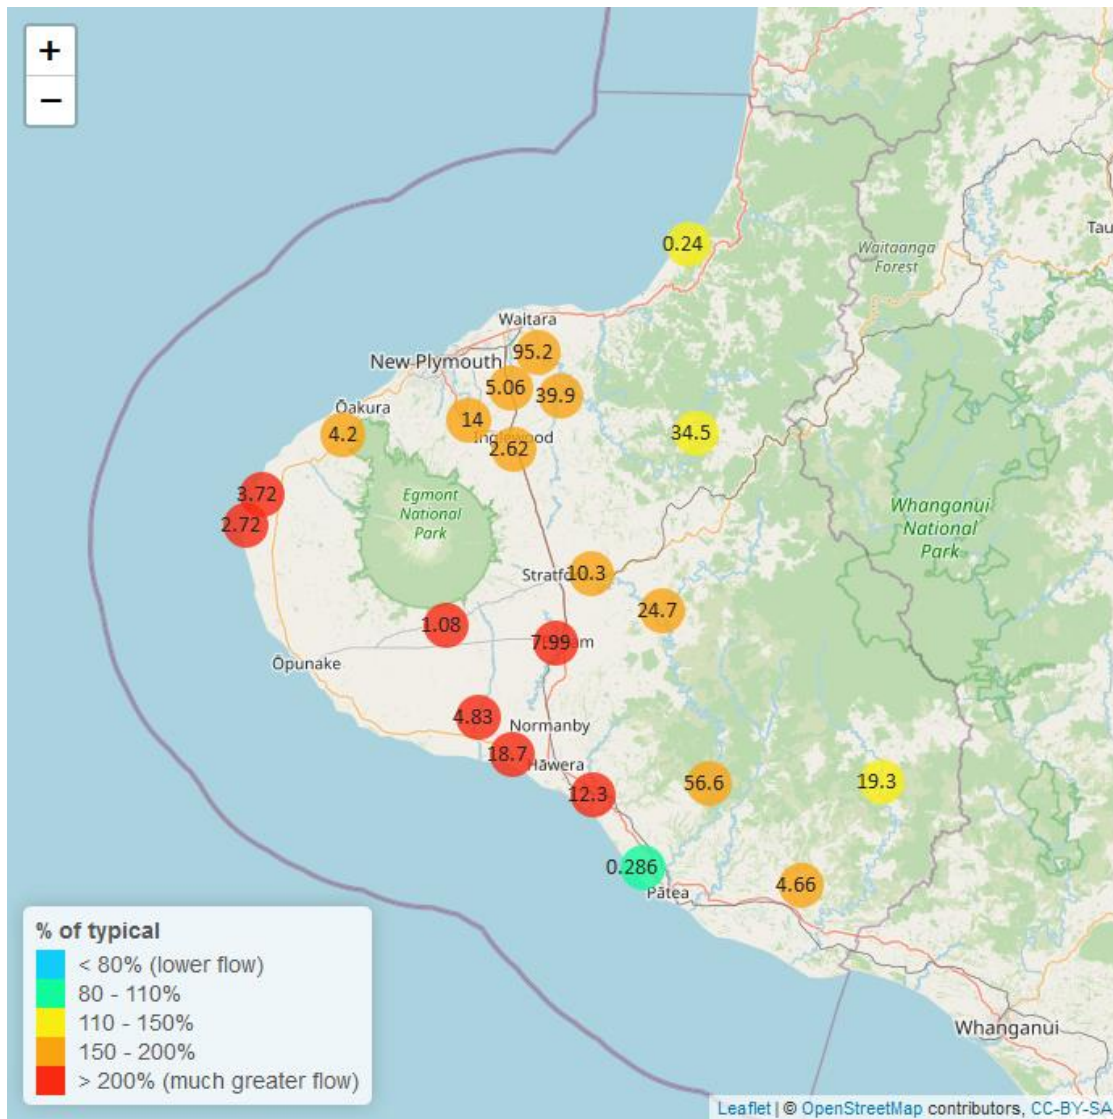 +
−
Tau
0.24
Waitaanga
Forest
Waitara
95.2
New Plymouth
5.06
39.9
Ōakura
14
34.5
4.2
Inglewood
2.62
3.72
Egmont
National
Park
Whanganui
National
Park
2.72
Stratfo
10.3
24.7
1.08
7.99
am
Ōpunake
4.83
Normanby
18.7
Hāwera
56.6
19.3
12.3
0.286
4.66
Pātea
Whanganui
% of typical
< 80% (lower flow)
80 - 110%
110 - 150%
150 - 200%
> 200% (much greater flow)
Leaflet | © OpenStreetMap contributors, CC-BY-SA